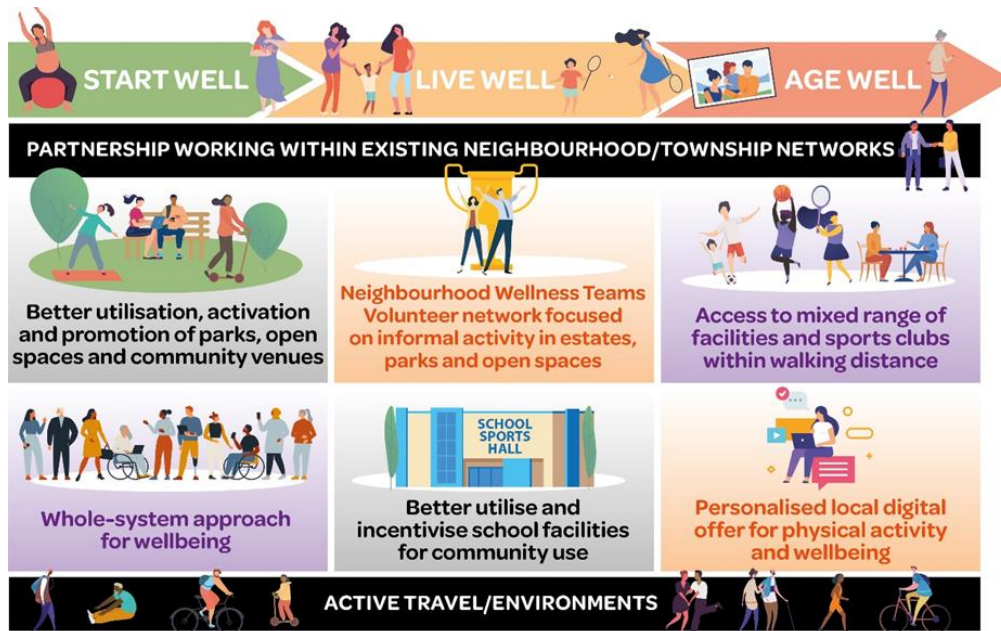 START WELL
LIVE WELL
AGE WELL
PARTNERSHIP WORKING WITHIN EXISTING NEIGHBOURHOOD/TOWNSHIP NETWORKS
Better utilisation, activation
and promotion of parks, open
spaces and community venues
Neighbourhood Wellness Teams
Volunteer network focused
on informal activity in estates,
parks and open spaces
Access to mixed range of
facilities and sports clubs
within walking distance
Whole-system approach
for wellbeing
SCHOOL
SPORTS
HALL
Better utilise and
incentivise school facilities
for community use
Personalised local digital
offer for physical activity
and wellbeing
ACTIVE TRAVEL/ENVIRONMENTS